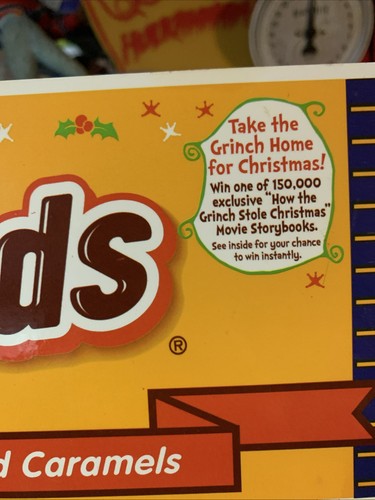 Take the
Grinch Home
for Christmas!
Win one of 150,000
exclusive "How the
Grinch Stole Christmas"
Movie Storybooks.
See inside for your chance
to win instantly.
ds
®
d Caramels